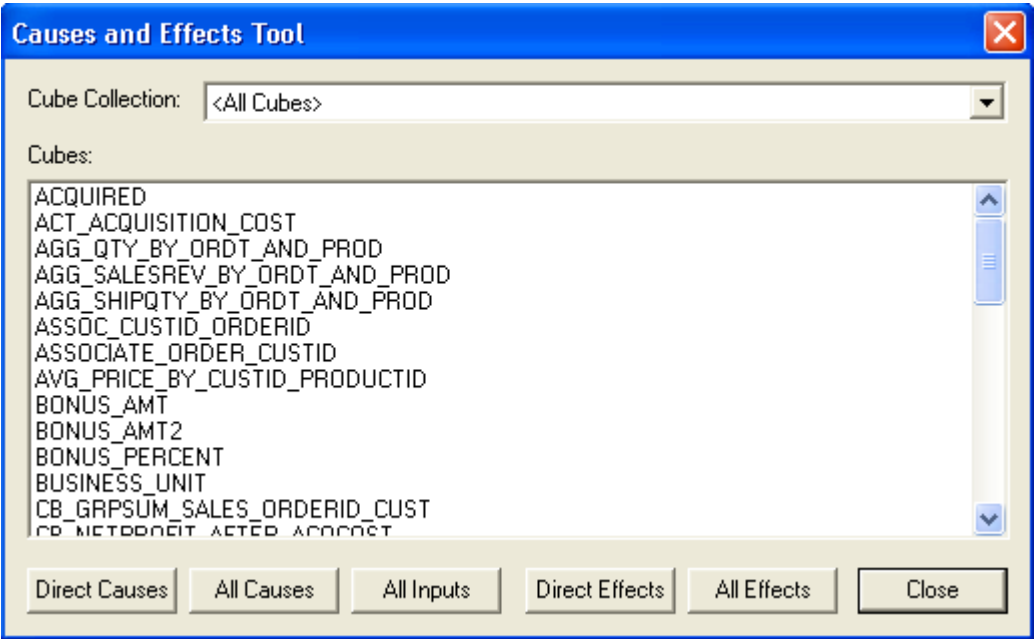 Causes and Effects Tool
Cube Collection: <All Cubes>
Cubes:
ACQUIRED
ACT_ACQUISITION_COST
AGG_QTY_BY_ORDT_AND_PROD
AGG_SALESREV_BY_ORDT_AND_PROD
AGG_SHIPQTY_BY_ORDT_AND_PROD
ASSOC_CUSTID_ORDERID
ASSOCIATE_ORDER_CUSTID
AVG_PRICE_BY_CUSTID_PRODUCTID
BONUS_AMT
BONUS_AMT2
BONUS_PERCENT
BUSINESS_UNIT
CB_GRPSUM_SALES_ORDERID_CUST
CB_NETPROFIT_AFTER_ACQCOST
Direct Causes All Causes All Inputs Direct Effects All Effects Close